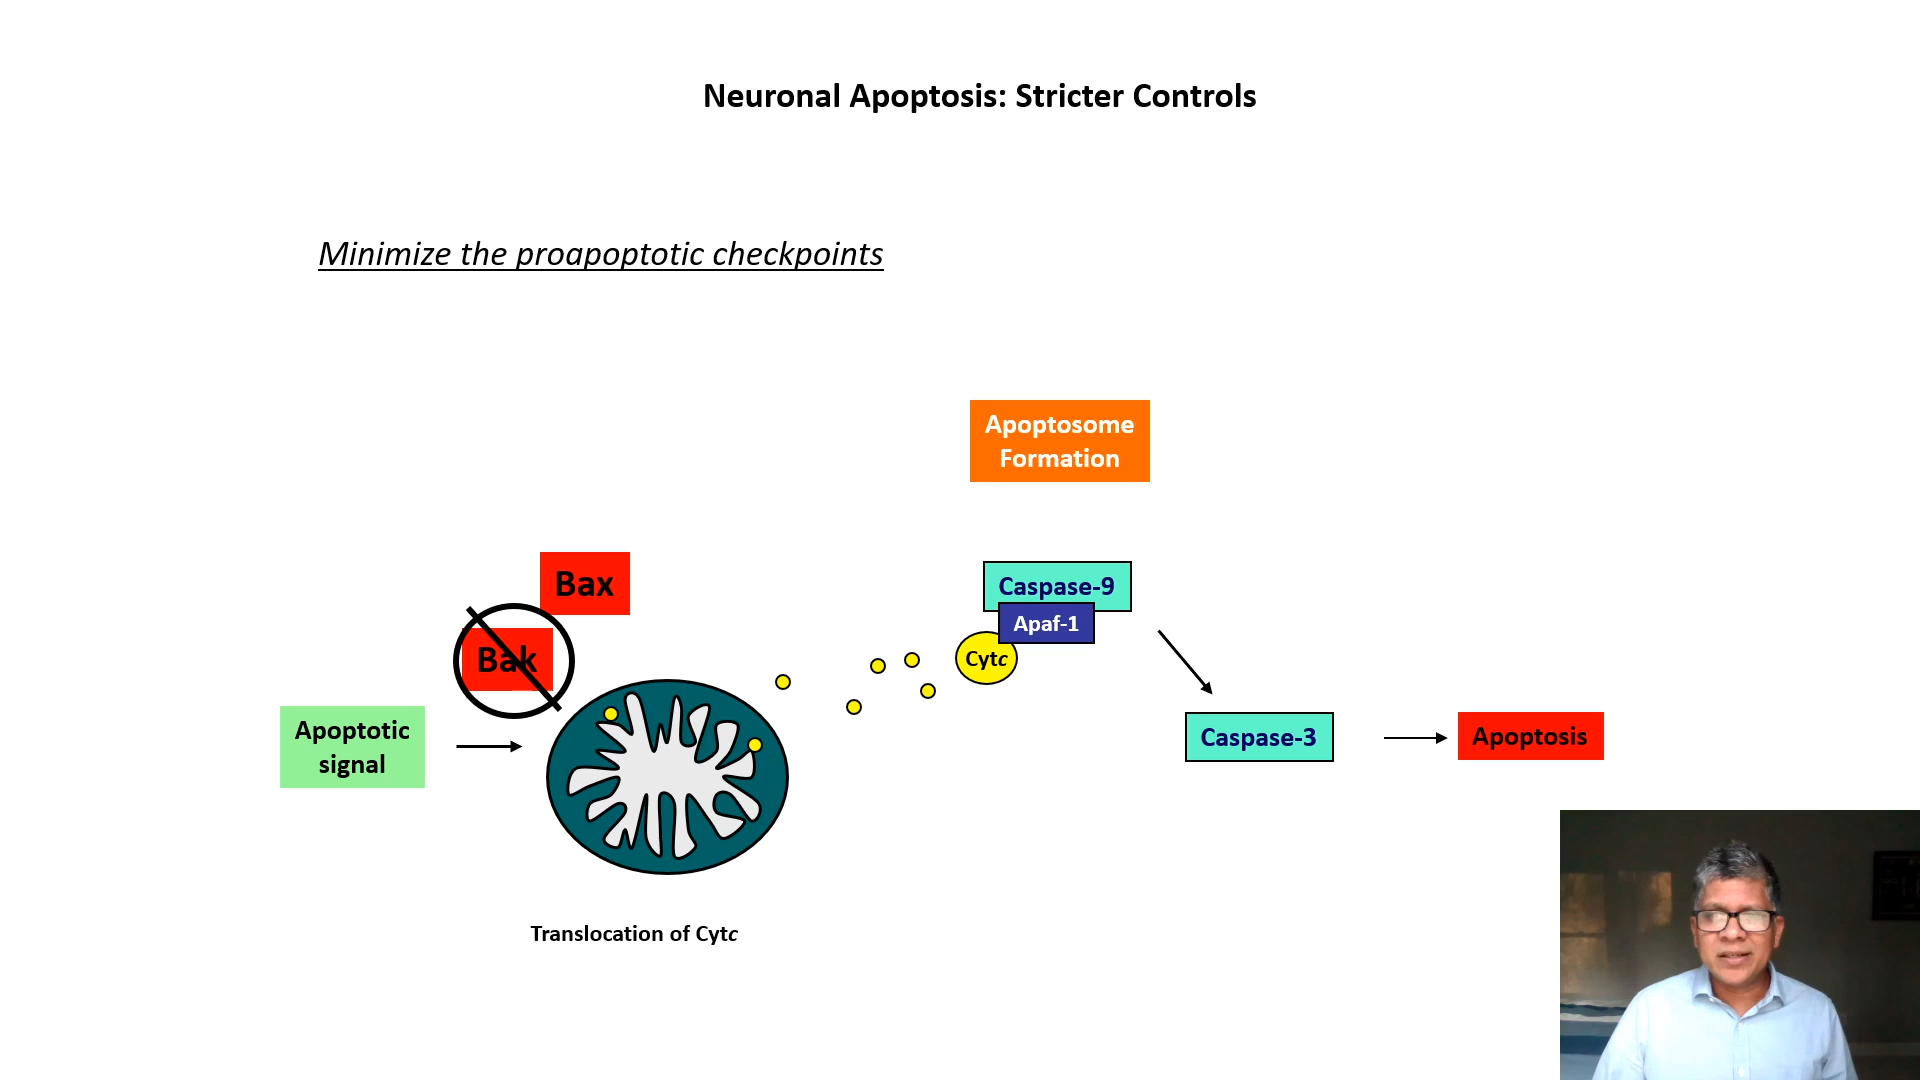 Neuronal Apoptosis: Stricter Controls
Minimize the proapoptotic checkpoints
Apoptosome
Formation
Bax
Caspase-9
Apaf-1
Bak
Cytc
Apoptotic
signal
Caspase-3
Apoptosis
Translocation of Cytc